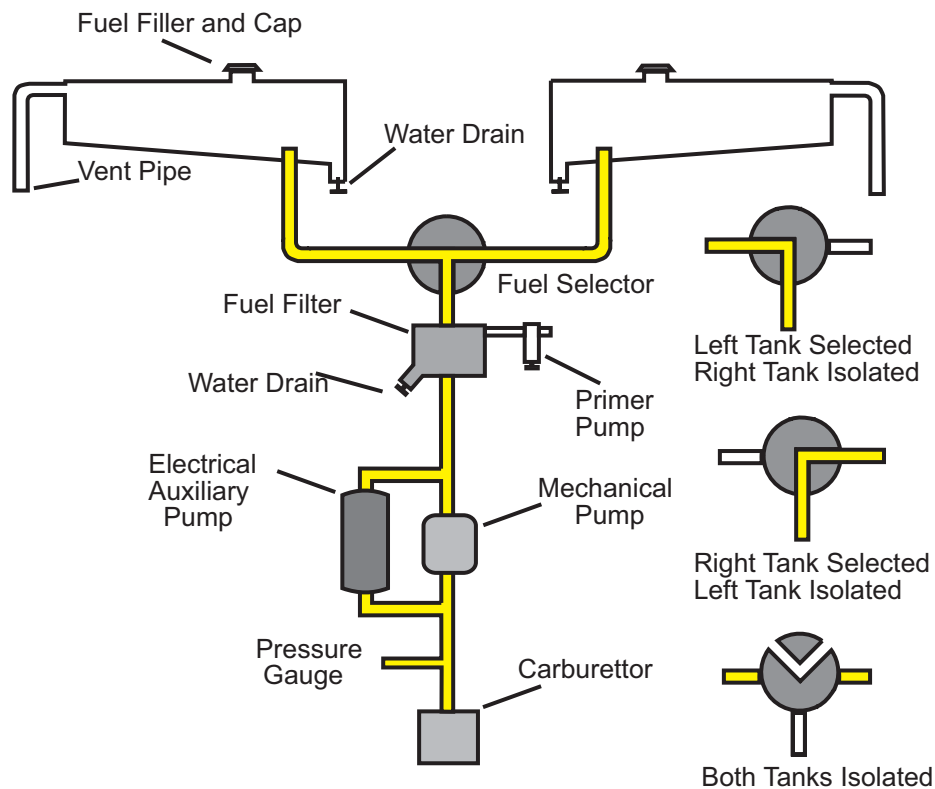 Fuel Filler and Cap
Water Drain
Vent Pipe
Fuel Selector
Fuel Filter
Water Drain
Primer
Pump
Electrical
Auxiliary
Pump
Mechanical
Pump
Pressure
Gauge
Carburettor
Left Tank Selected
Right Tank Isolated
Right Tank Selected
Left Tank Isolated
Both Tanks Isolated